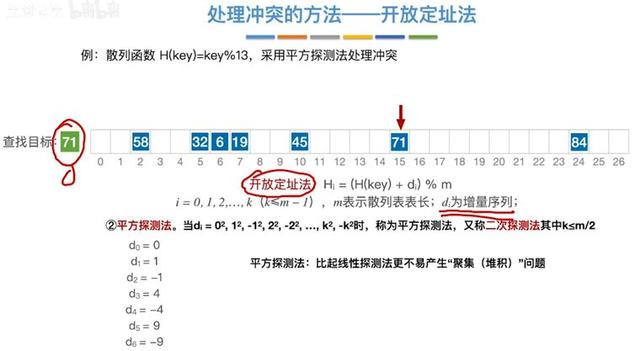 处理冲突的方法——开放定址法
例：散列函数 H(key)=key%13，采用平方探测法处理冲突
查找目标: 71 58 32 6 19 45 71 84
0 1 2 3 4 5 6 7 8 9 10 11 12 13 14 15 16 17 18 19 20 21 22 23 24 25 26
开放定址法 Hᵢ = (H(key) + dᵢ) % m
i = 0, 1, 2,…, k（k≤m − 1），m表示散列表表长；dᵢ为增量序列；
②平方探测法。当dᵢ = 0², 1², -1², 2², -2², …, k², -k²时，称为平方探测法，又称二次探测法其中k≤m/2
d₀ = 0
平方探测法：比起线性探测法更不易产生“聚集（堆积）”问题
d₁ = 1
d₂ = −1
d₃ = 4
d₄ = −4
d₅ = 9
d₆ = −9